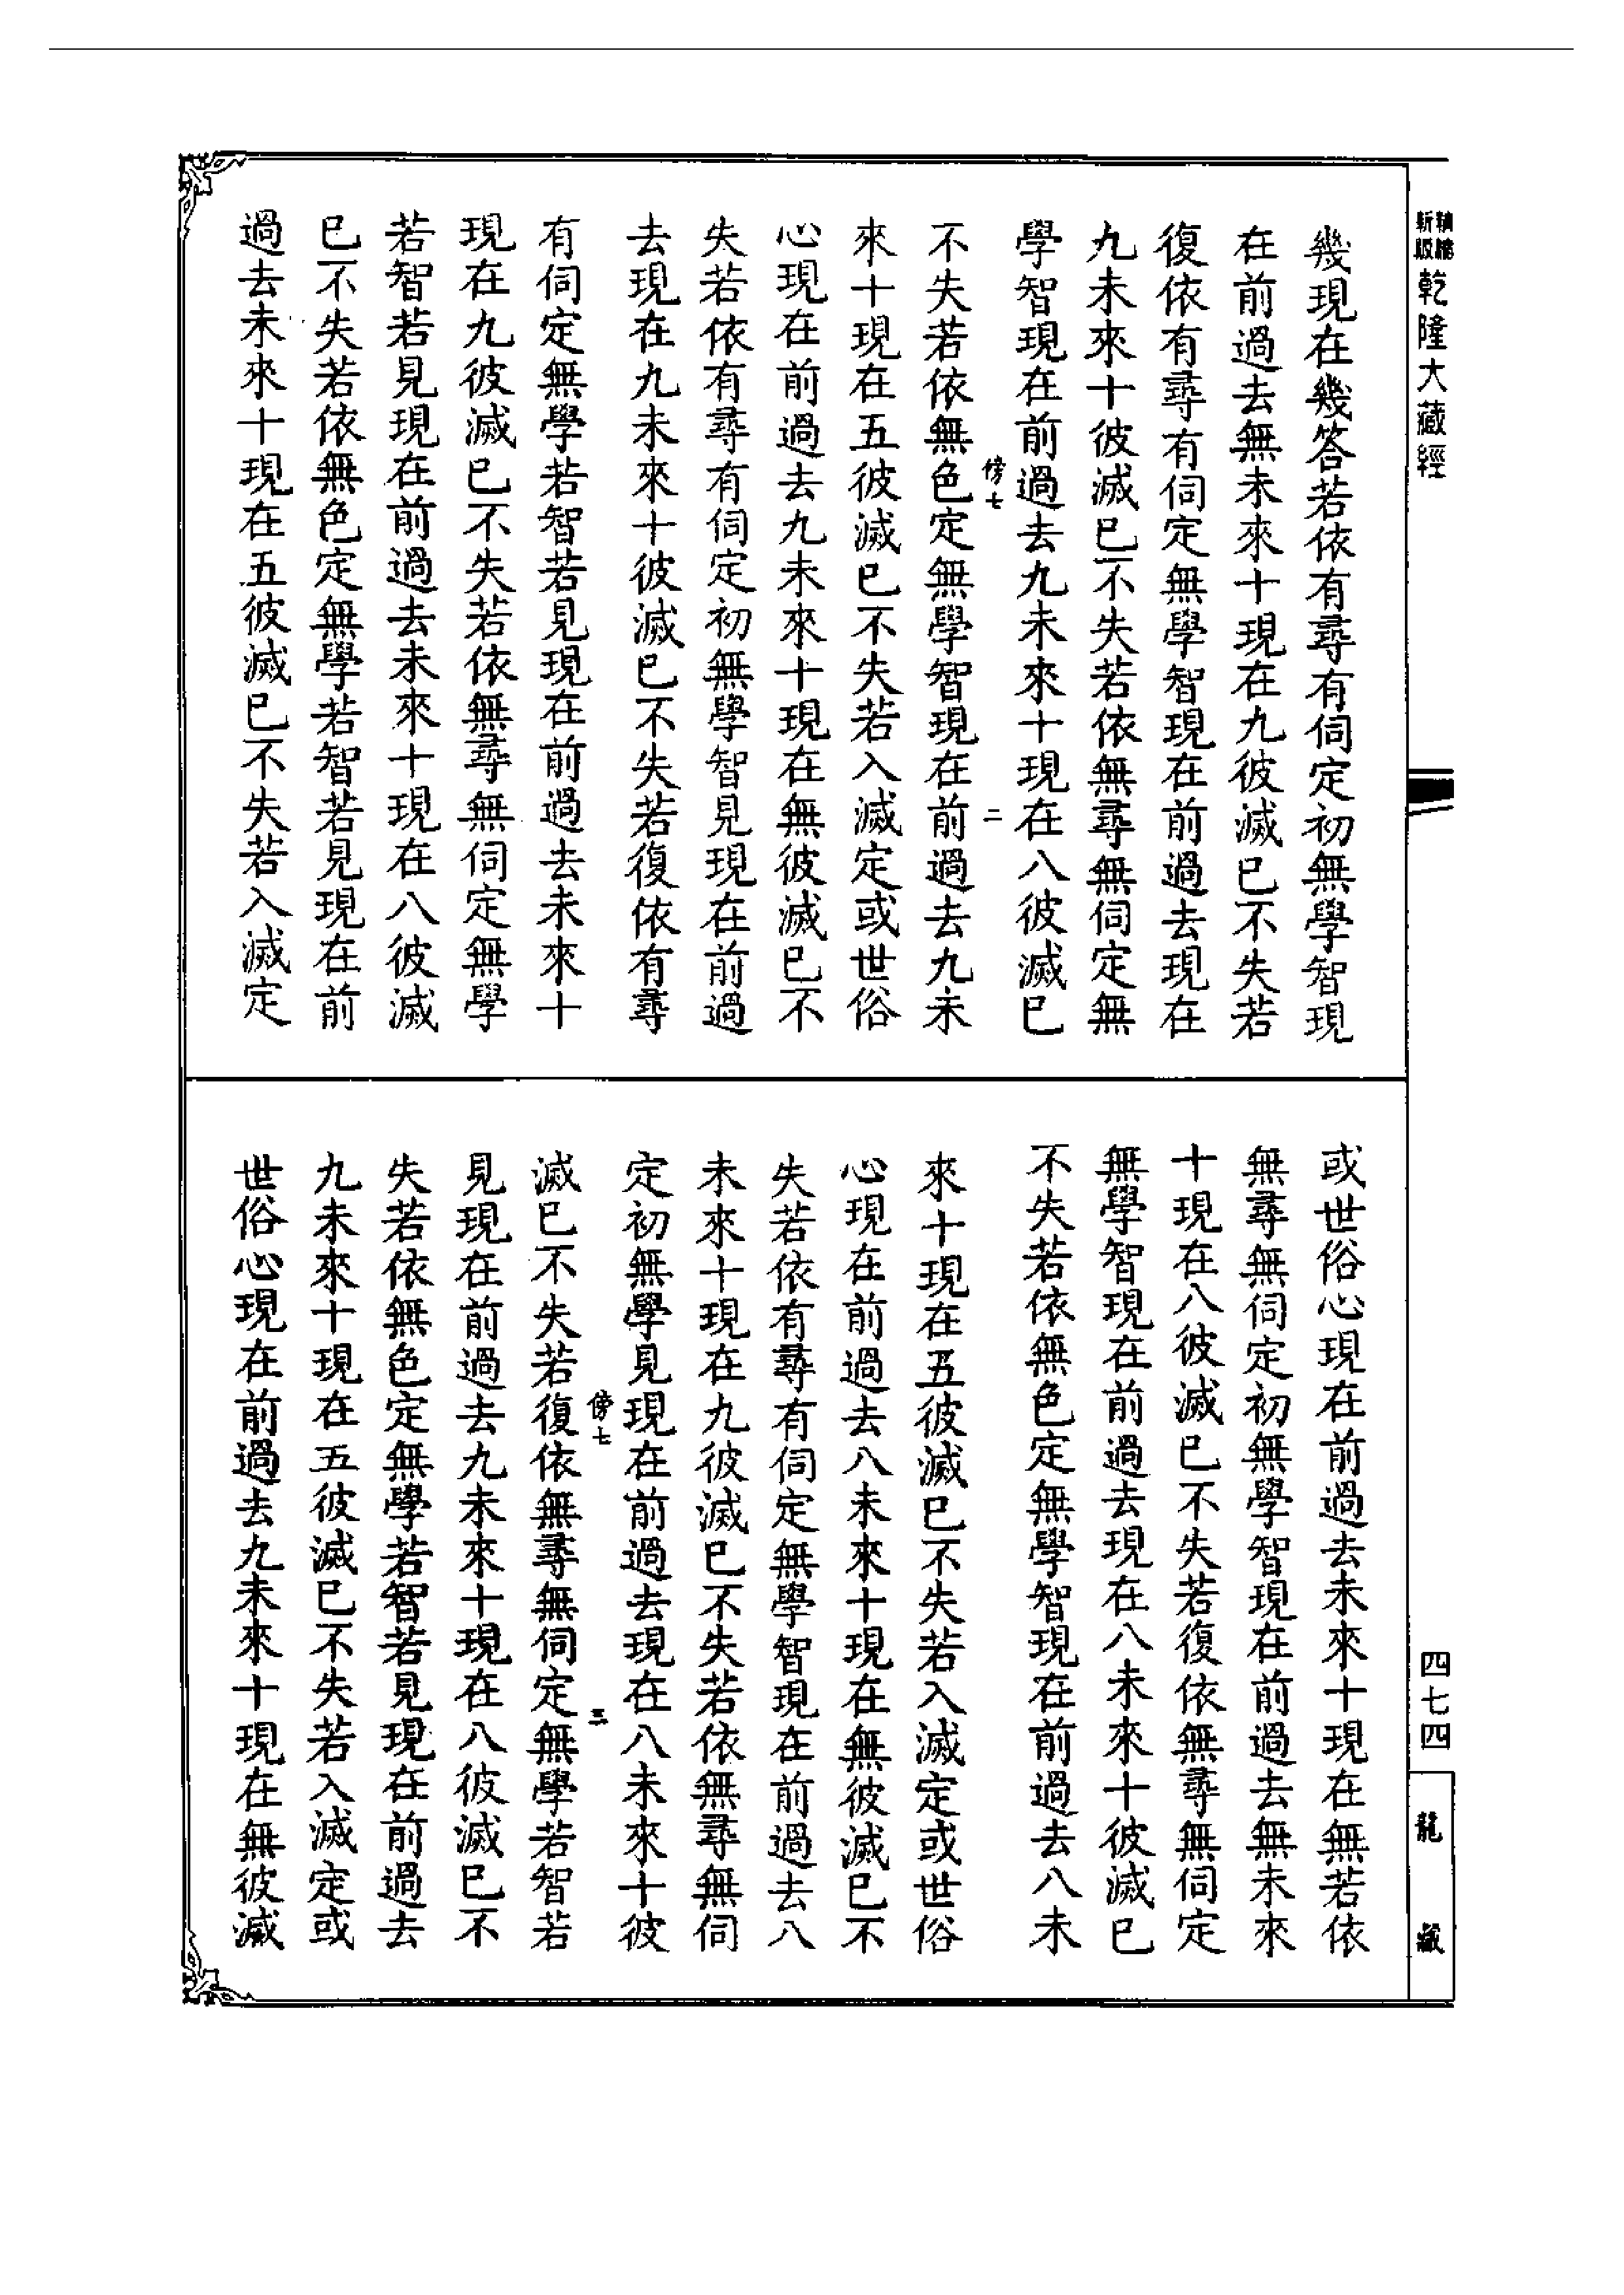 新版精縮乾隆大藏經
四七四
龍藏
幾現在幾答若依有尋有伺定初無學智現
在前過去無未來十現在九彼滅已不失若
復依有尋有伺定無學智現在前過去現在
九未來十彼滅已不失若依無尋無伺定無
學智現在前過去九未來十現在八彼滅已
傍七 二
不失若依無色定無學智現在前過去九未
來十現在五彼滅已不失若入滅定或世俗
心現在前過去九未來十現在無彼滅已不
失若依有尋有伺定初無學智見現在前過
去現在九未來十彼滅已不失若復依有尋
有伺定無學若智若見現在前過去未來十
現在九彼滅已不失若依無尋無伺定無學
若智若見現在前過去未來十現在八彼滅
已不失若依無色定無學若智若見現在前
過去未來十現在五彼滅已不失若入滅定
或世俗心現在前過去未來十現在無若依
無尋無伺定初無學智現在前過去無未來
十現在八彼滅已不失若復依無尋無伺定
無學智現在前過去現在八未來十彼滅已
不失若依無色定無學智現在前過去八未
來十現在五彼滅已不失若入滅定或世俗
心現在前過去八未來十現在無彼滅已不
失若依有尋有伺定無學智現在前過去八
未來十現在九彼滅已不失若依無尋無伺
定初無學見現在前過去現在八未來十彼
傍七 三
滅已不失若復依無尋無伺定無學若智若
見現在前過去九未來十現在八彼滅已不
失若依無色定無學若智若見現在前過去
九未來十現在五彼滅已不失若入滅定或
世俗心現在前過去九未來十現在無彼滅